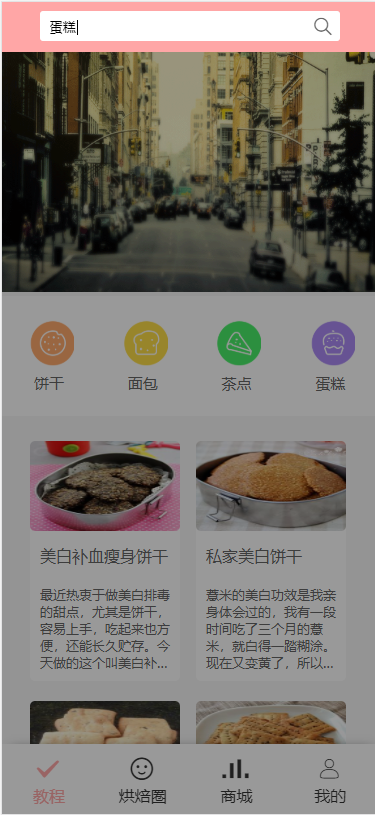 蛋糕
饼干 面包 茶点 蛋糕
美白补血瘦身饼干
最近热衷于做美白排毒
的甜点，尤其是饼干，
容易上手，吃起来也方
便，还能长久贮存。今
天做的这个叫美白补...
私家美白饼干
薏米的美白功效是我亲
身体会过的，我有一段
时间吃了三个月的薏
米，就白得一踏糊涂。
现在又变黄了，所以...
教程 烘焙圈 商城 我的